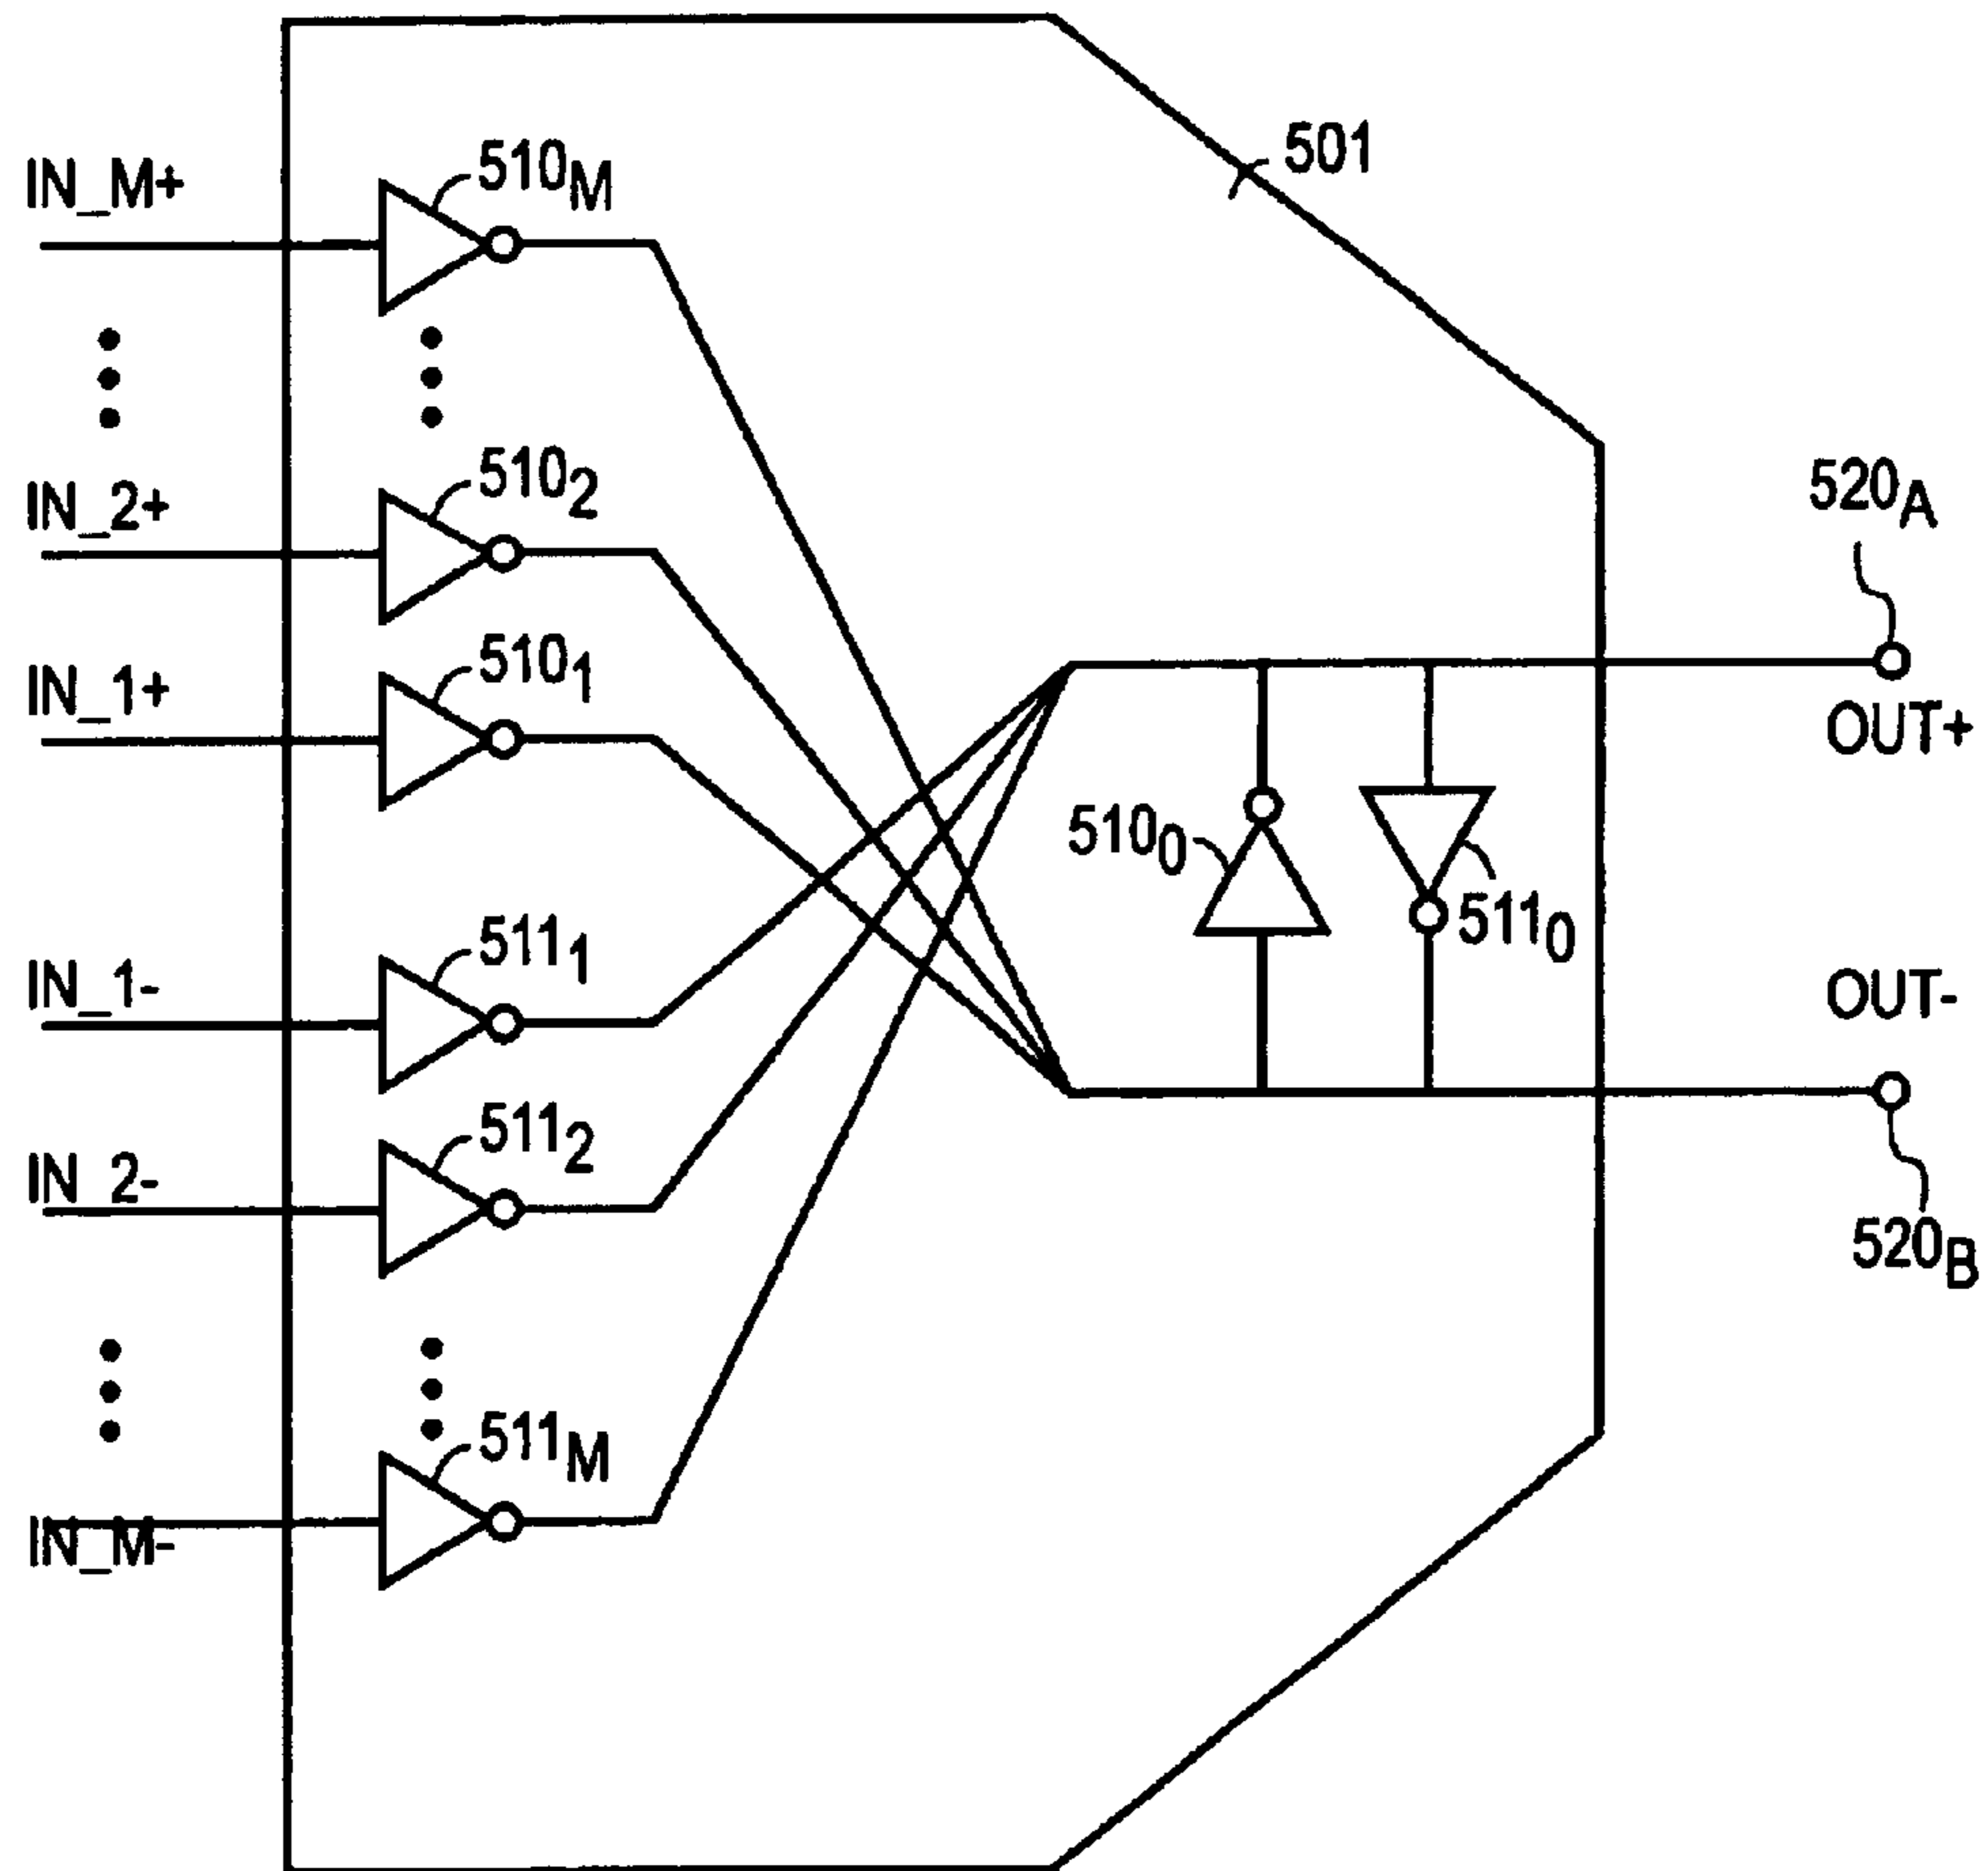 501
IN_M+
510M
IN_2+
5102
520A
IN_1+
5101
OUT+
5100
5110
IN_1-
5111
OUT-
IN_2-
5112
520B
511M
IN_M-